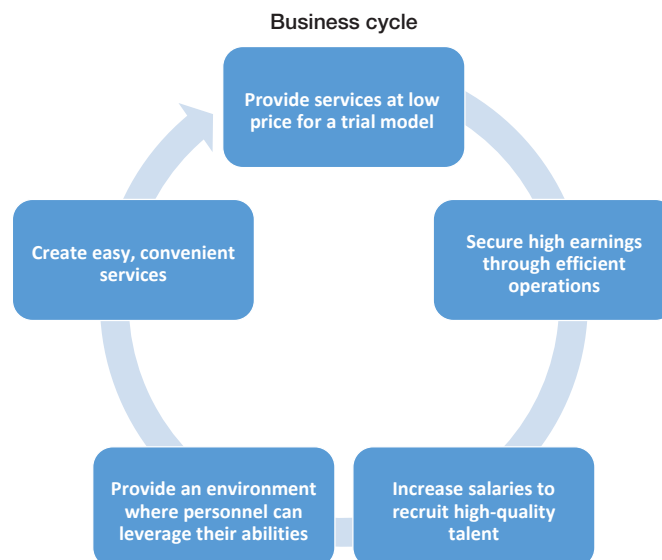 Business cycle
Provide services at low
price for a trial model
Secure high earnings
through efficient
operations
Increase salaries to
recruit high-quality
talent
Provide an environment
where personnel can
leverage their abilities
Create easy, convenient
services